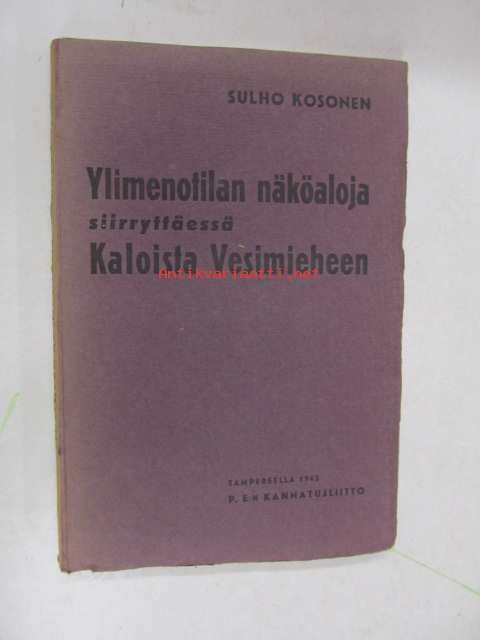 SULHO KOSONEN
Ylimenotilan näköaloja
siirryttäessä
Kaloista Vesimieheen
Antikvariaatti.net
TAMPEREELLA 1942
P. E:n KANNATUSLIITTO